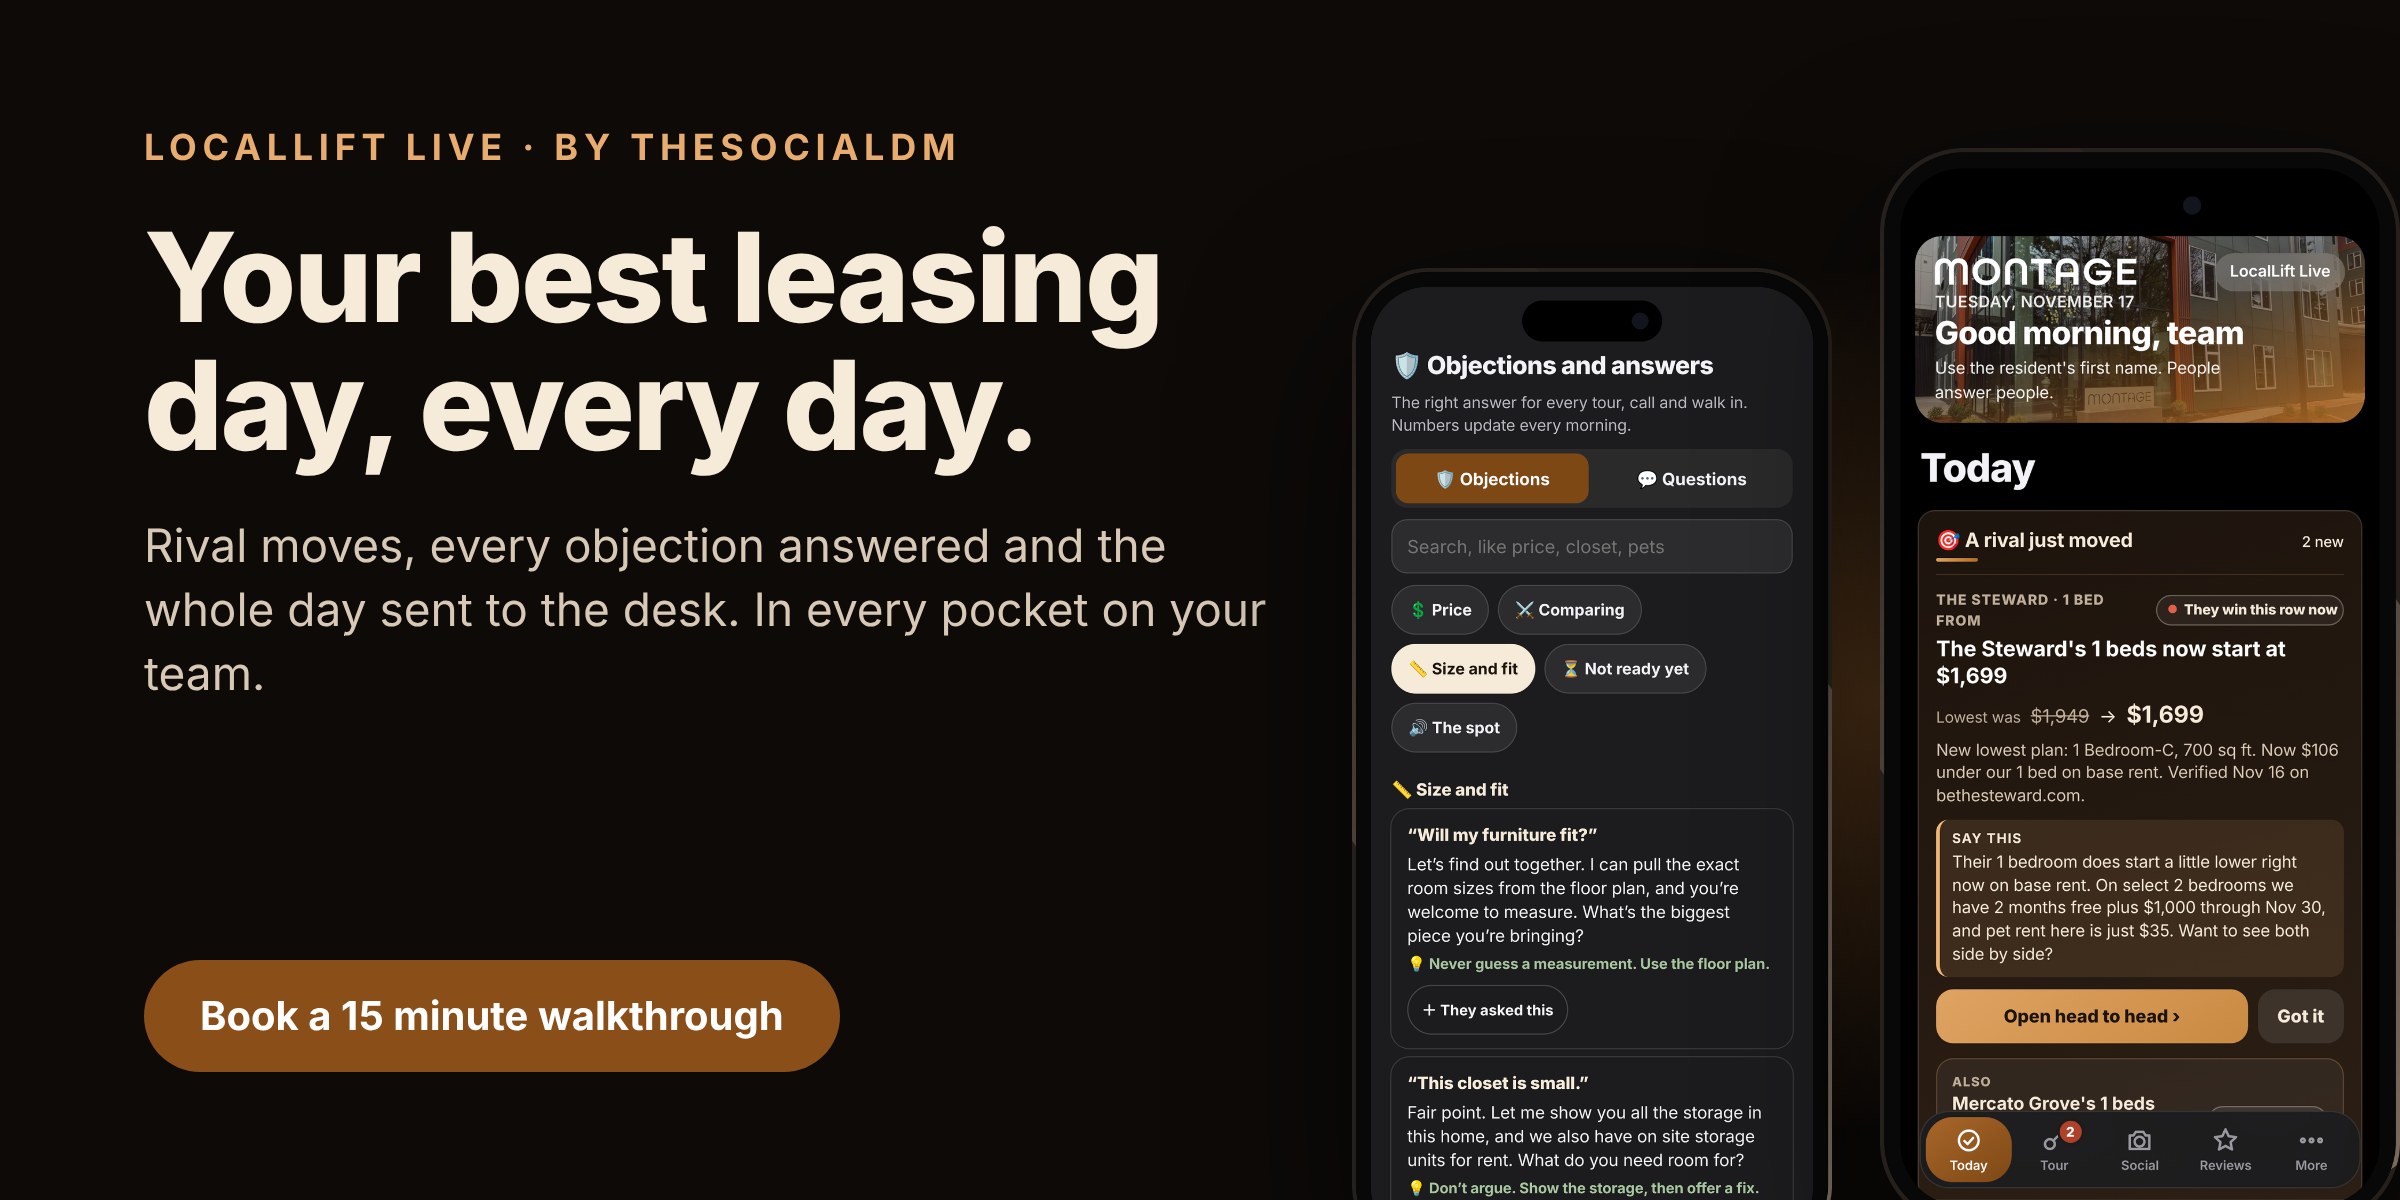 LOCALLIFT LIVE · BY THESOCIALDM
Your best leasing
day, every day.
Rival moves, every objection answered and the
whole day sent to the desk. In every pocket on your
team.
Book a 15 minute walkthrough
🛡️ Objections and answers
The right answer for every tour, call and walk in.
Numbers update every morning.
🛡️ Objections
💬 Questions
Search, like price, closet, pets
💲 Price
⚔️ Comparing
📏 Size and fit
⏳ Not ready yet
🔊 The spot
📏 Size and fit
“Will my furniture fit?”
Let’s find out together. I can pull the exact
room sizes from the floor plan, and you’re
welcome to measure. What’s the biggest
piece you’re bringing?
💡 Never guess a measurement. Use the floor plan.
+ They asked this
“This closet is small.”
Fair point. Let me show you all the storage in
this home, and we also have on site storage
units for rent. What do you need room for?
💡 Don’t argue. Show the storage, then offer a fix.
MONTAGE
LocalLift Live
TUESDAY, NOVEMBER 17
Good morning, team
Use the resident's first name. People
answer people.
MONTAGE
Today
🎯 A rival just moved
2 new
THE STEWARD · 1 BED
FROM
They win this row now
The Steward's 1 beds now start at
$1,699
Lowest was $1,949 → $1,699
New lowest plan: 1 Bedroom-C, 700 sq ft. Now $106
under our 1 bed on base rent. Verified Nov 16 on
bethesteward.com.
SAY THIS
Their 1 bedroom does start a little lower right
now on base rent. On select 2 bedrooms we
have 2 months free plus $1,000 through Nov 30,
and pet rent here is just $35. Want to see both
side by side?
Open head to head ›
Got it
ALSO
Mercato Grove's 1 beds
2
Today
Tour
Social
Reviews
More